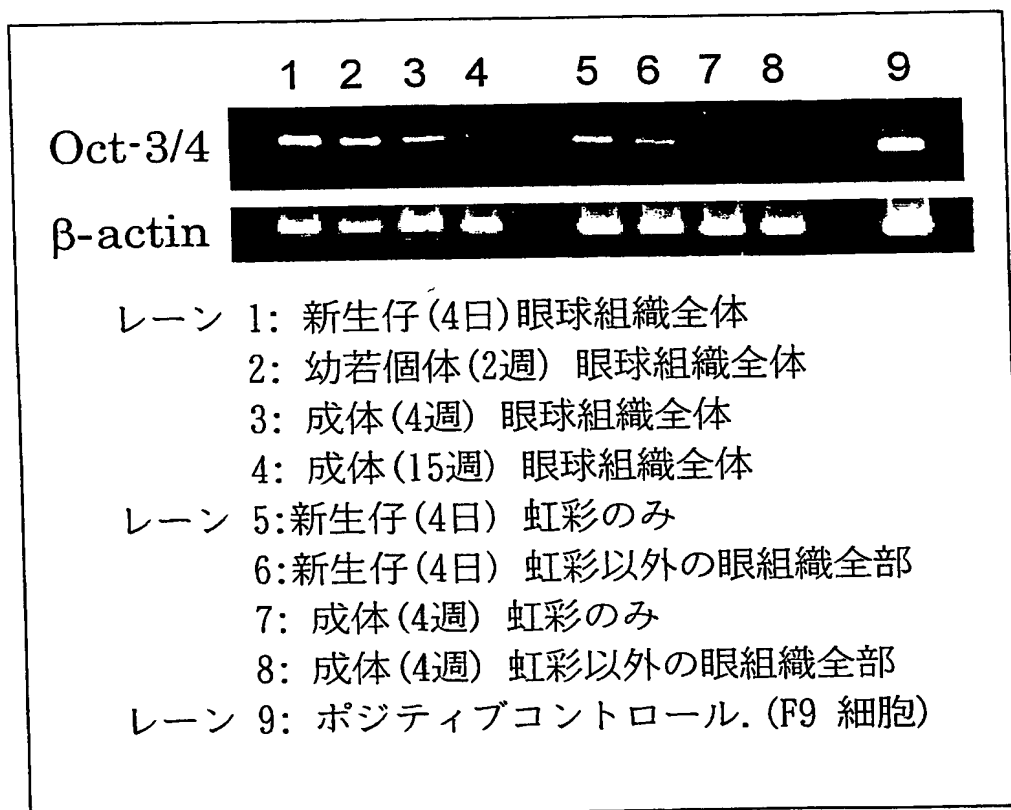 1 2 3 4 5 6 7 8 9
Oct-3/4
β-actin
レーン 1: 新生仔(4日)眼球組織全体
2: 幼若個体(2週) 眼球組織全体
3: 成体(4週) 眼球組織全体
4: 成体(15週) 眼球組織全体
レーン 5:新生仔(4日) 虹彩のみ
6:新生仔(4日) 虹彩以外の眼組織全部
7: 成体(4週) 虹彩のみ
8: 成体(4週) 虹彩以外の眼組織全部
レーン 9: ポジティブコントロール.(F9 細胞)